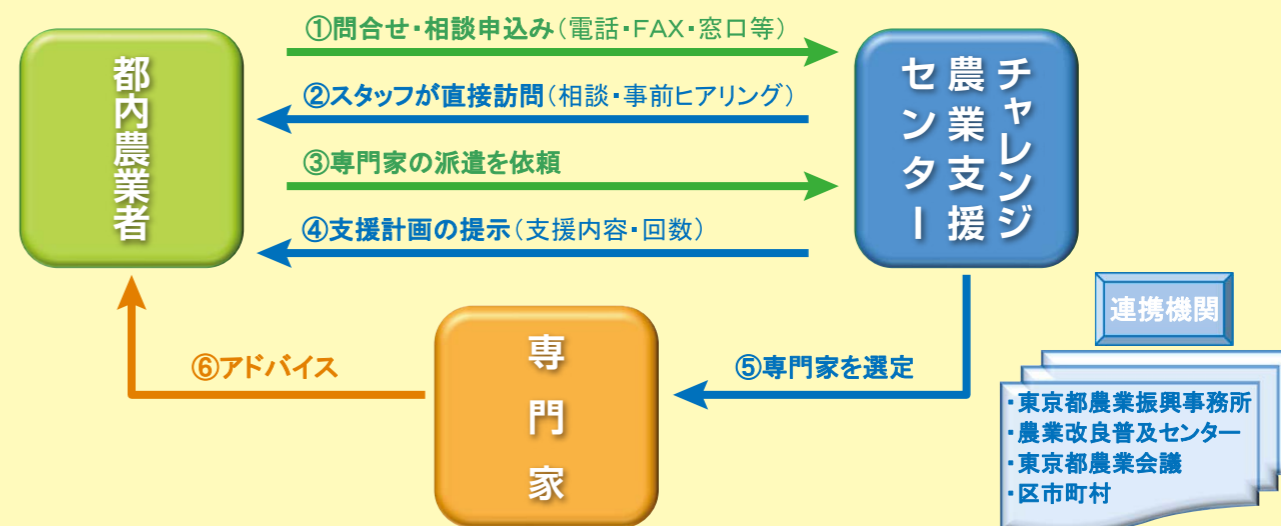 都内農業者
①問合せ・相談申込み（電話・FAX・窓口等）
②スタッフが直接訪問（相談・事前ヒアリング）
③専門家の派遣を依頼
④支援計画の提示（支援内容・回数）
チャレンジ
農業支援
センター
⑤専門家を選定
専門家
⑥アドバイス
連携機関
・東京都農業振興事務所
・農業改良普及センター
・東京都農業会議
・区市町村